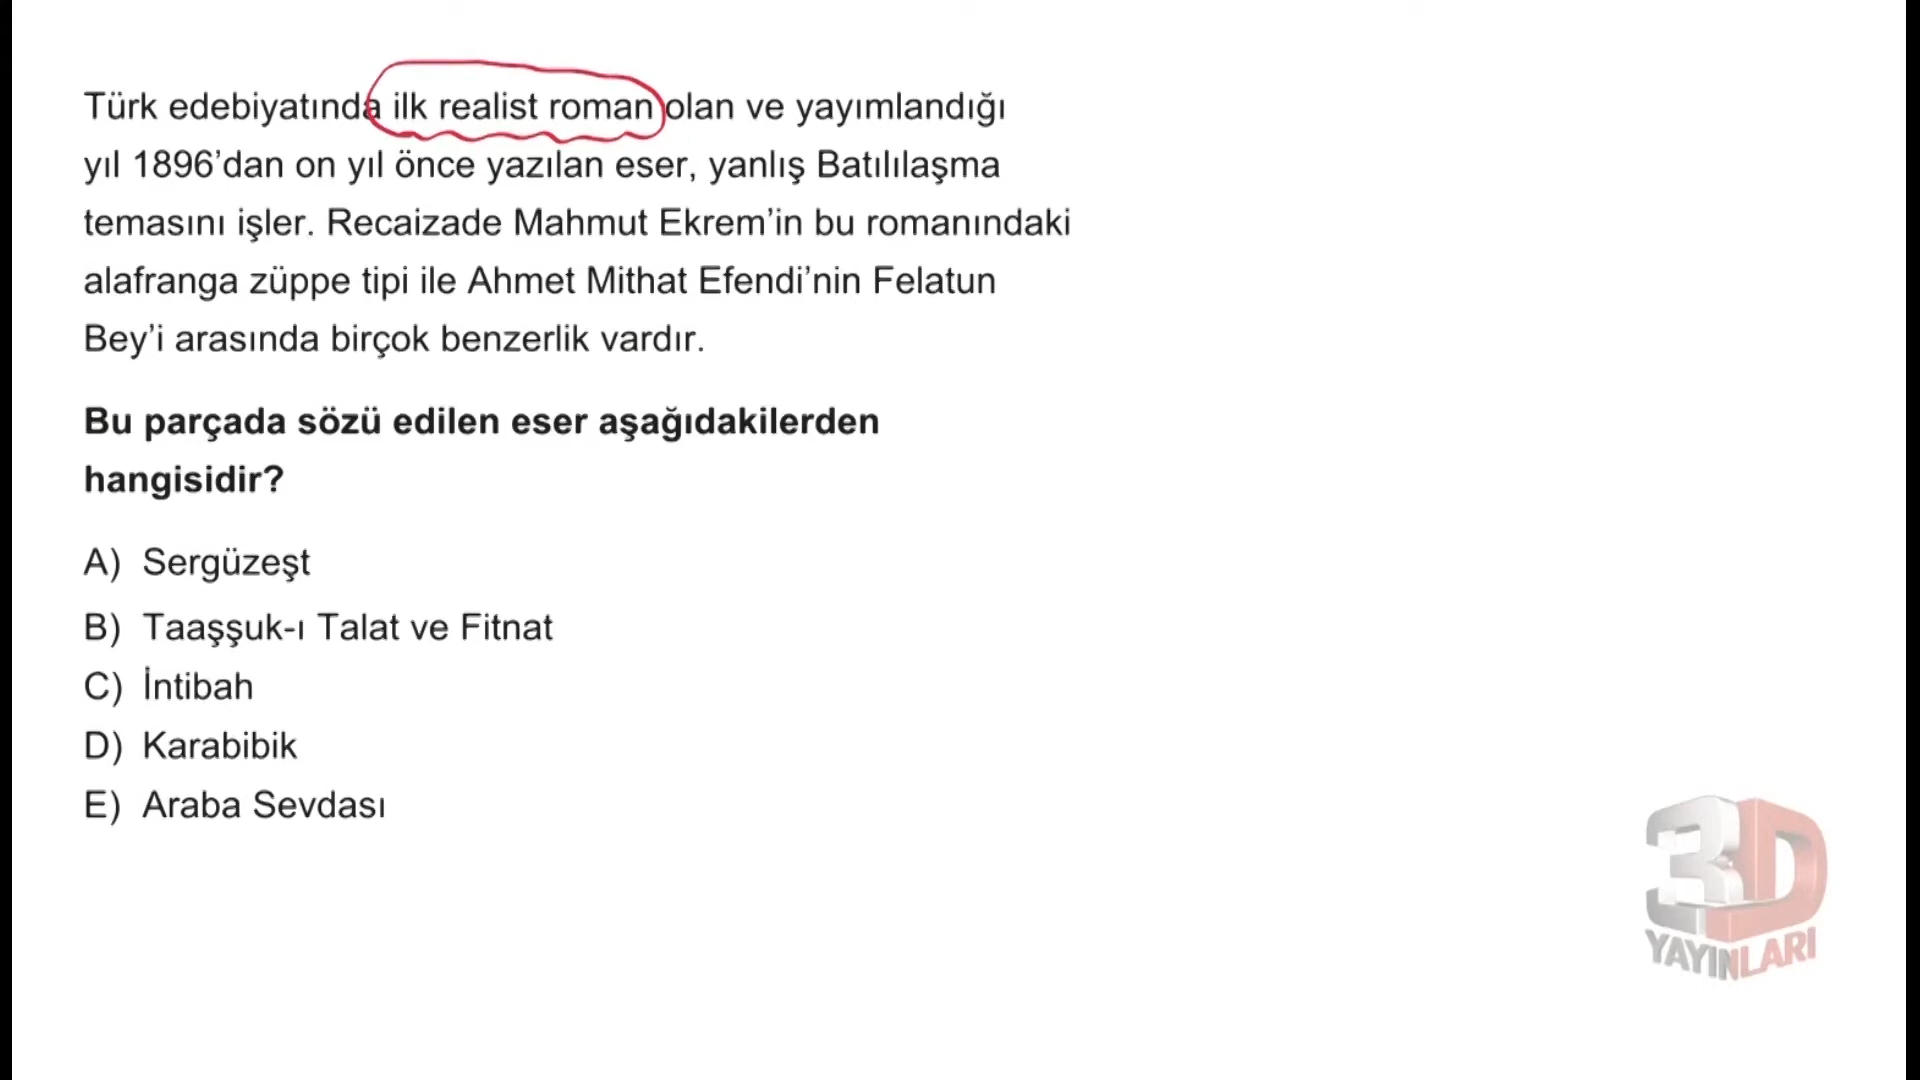 Türk edebiyatında ilk realist roman olan ve yayımlandığı
yıl 1896’dan on yıl önce yazılan eser, yanlış Batılılaşma
temasını işler. Recaizade Mahmut Ekrem’in bu romanındaki
alafranga züppe tipi ile Ahmet Mithat Efendi’nin Felatun
Bey’i arasında birçok benzerlik vardır.
Bu parçada sözü edilen eser aşağıdakilerden
hangisidir?
A) Sergüzeşt
B) Taaşşuk-ı Talat ve Fitnat
C) İntibah
D) Karabibik
E) Araba Sevdası
3D
YAYINLARI